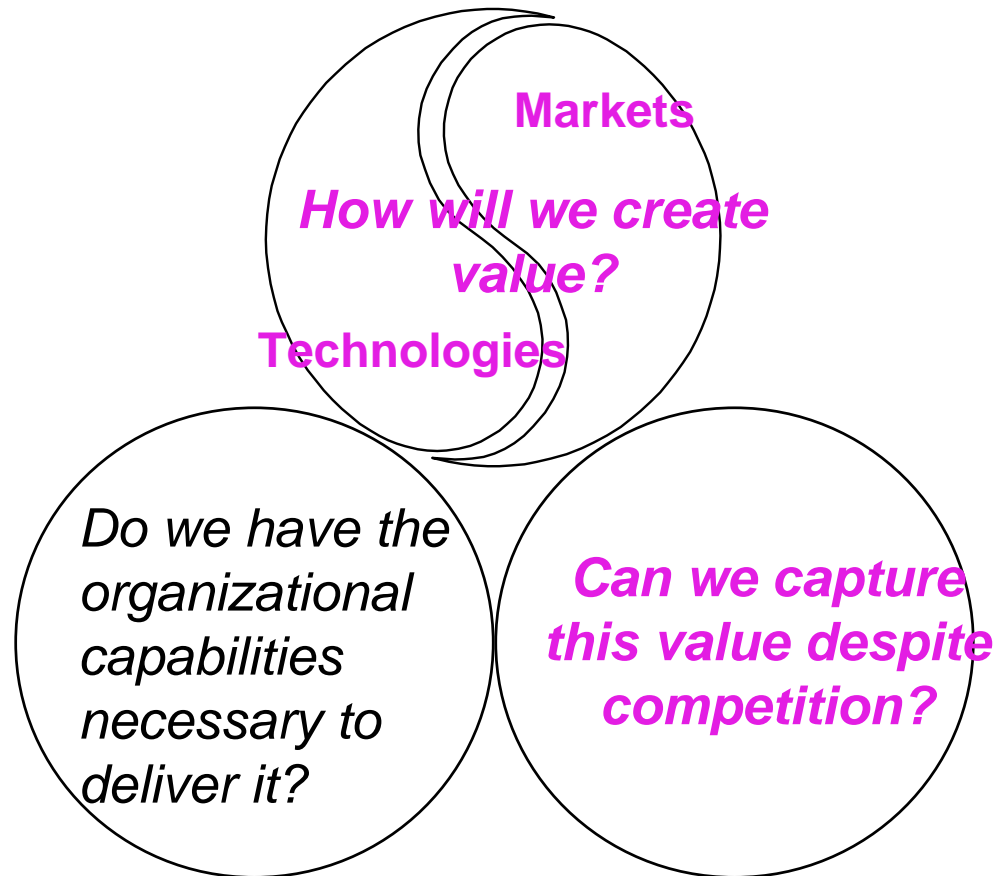 Markets
How will we create
value?
Technologies
Do we have the
organizational
capabilities
necessary to
deliver it?
Can we capture
this value despite
competition?